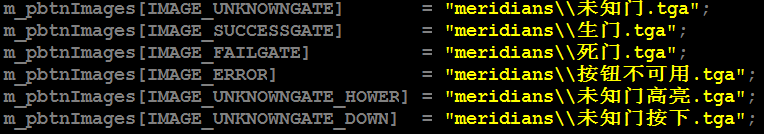 m_pbtnImages[IMAGE_UNKNOWNGATE] = "meridians\\未知门.tga";
m_pbtnImages[IMAGE_SUCCESSGATE] = "meridians\\生门.tga";
m_pbtnImages[IMAGE_FAILGATE] = "meridians\\死门.tga";
m_pbtnImages[IMAGE_ERROR] = "meridians\\按钮不可用.tga";
m_pbtnImages[IMAGE_UNKNOWNGATE_HOWER] = "meridians\\未知门高亮.tga";
m_pbtnImages[IMAGE_UNKNOWNGATE_DOWN] = "meridians\\未知门按下.tga";